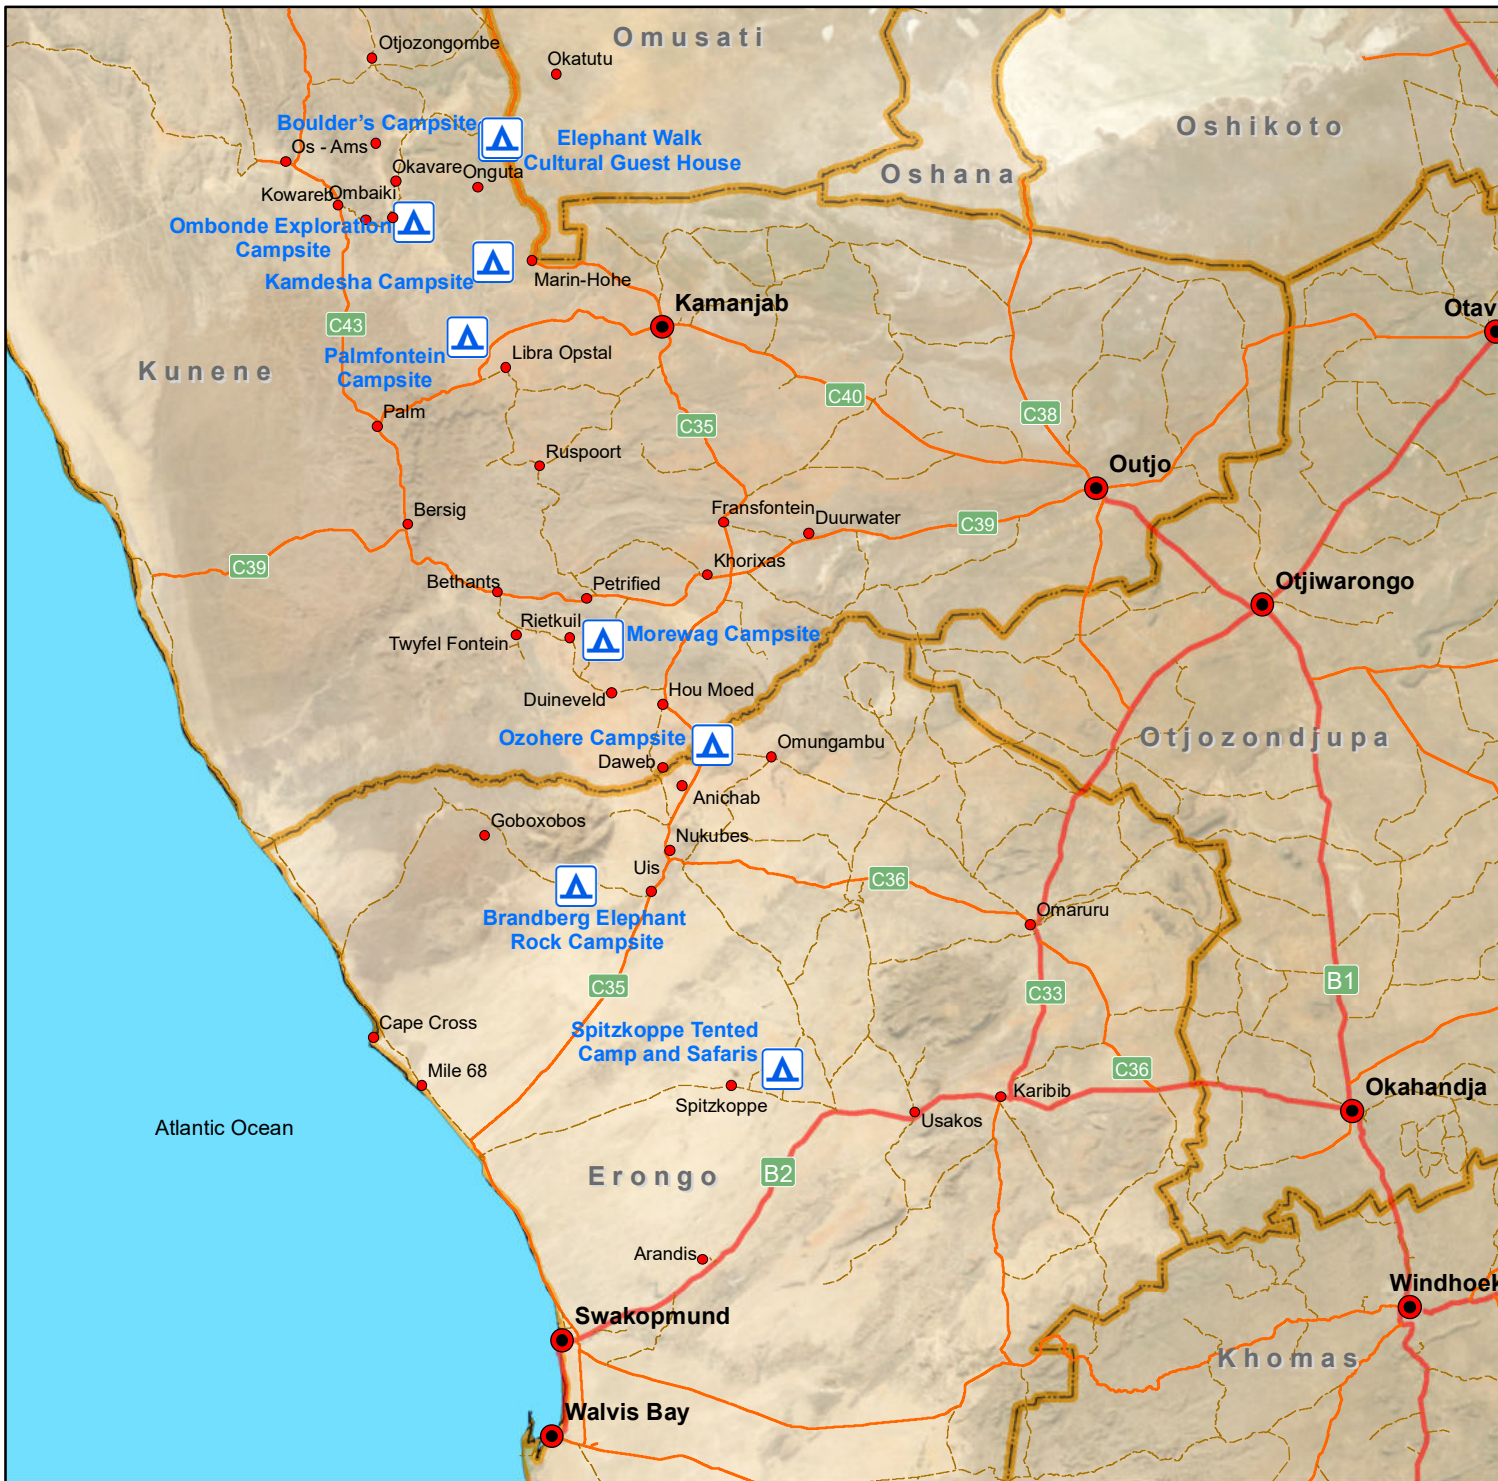 Otjozongombe
Omusati
Okatutu
Boulder's Campsite
Elephant Walk
Cultural Guest House
Oshikoto
Os - Ams
Okavare
Onguta
Oshana
Kowareb
Ombaiki
Ombonde Exploration
Campsite
Kamdesha Campsite
Marin-Hohe
Kamanjab
Otav
C43
Palmfontein
Campsite
Libra Opstal
Kunene
C40
Palm
C35
C38
Ruspoort
Outjo
Bersig
Fransfontein
Duurwater
C39
C39
Khorixas
Bethants
Petrified
Otjiwarongo
Rietkuil
Twyfel Fontein
Morewag Campsite
Duineveld
Hou Moed
Ozohere Campsite
Omungambu
Otjozondjupa
Daweb
Anichab
Goboxobos
Nukubes
Uis
C36
Brandberg Elephant
Rock Campsite
Omaruru
C35
C33
B1
Cape Cross
Spitzkoppe Tented
Camp and Safaris
Mile 68
C36
Spitzkoppe
Karibib
Okahandja
Usakos
Atlantic Ocean
Erongo
B2
Arandis
Windhoek
Swakopmund
Khomas
Walvis Bay